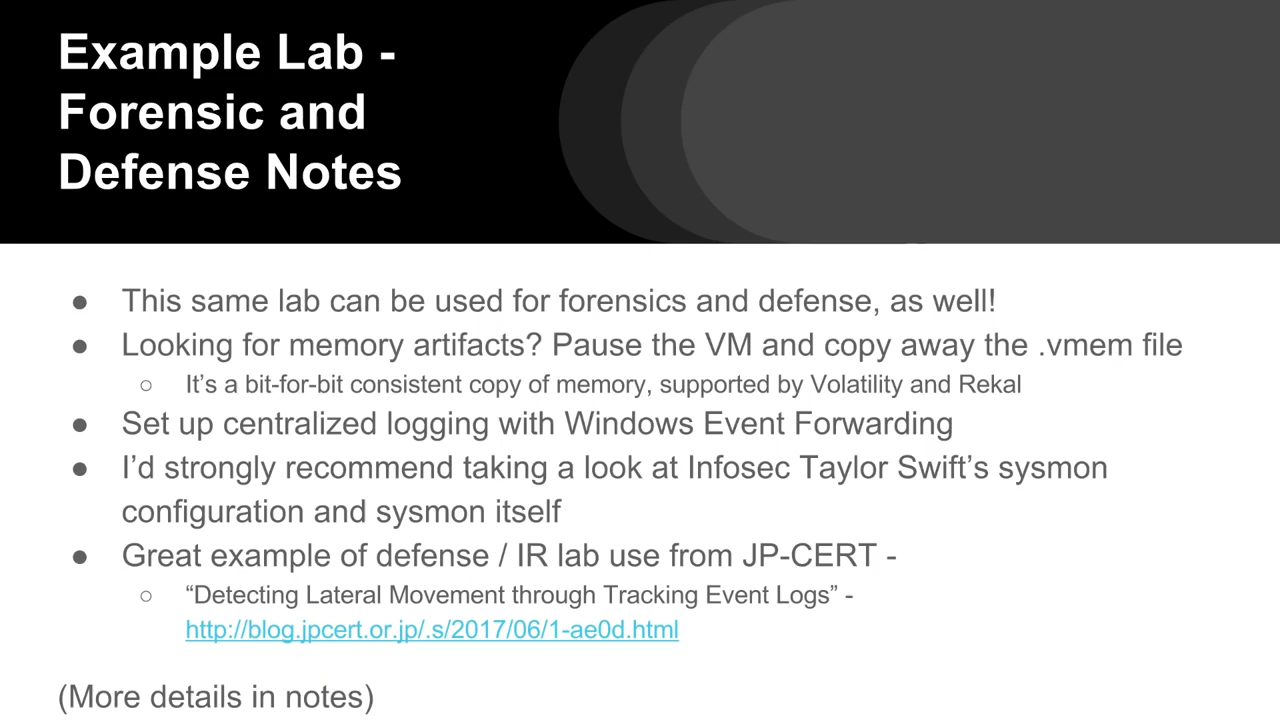 Example Lab -
Forensic and
Defense Notes
● This same lab can be used for forensics and defense, as well!
● Looking for memory artifacts? Pause the VM and copy away the .vmem file
○ It’s a bit-for-bit consistent copy of memory, supported by Volatility and Rekal
● Set up centralized logging with Windows Event Forwarding
● I’d strongly recommend taking a look at Infosec Taylor Swift’s sysmon
configuration and sysmon itself
● Great example of defense / IR lab use from JP-CERT -
○ “Detecting Lateral Movement through Tracking Event Logs” -
http://blog.jpcert.or.jp/.s/2017/06/1-ae0d.html
(More details in notes)